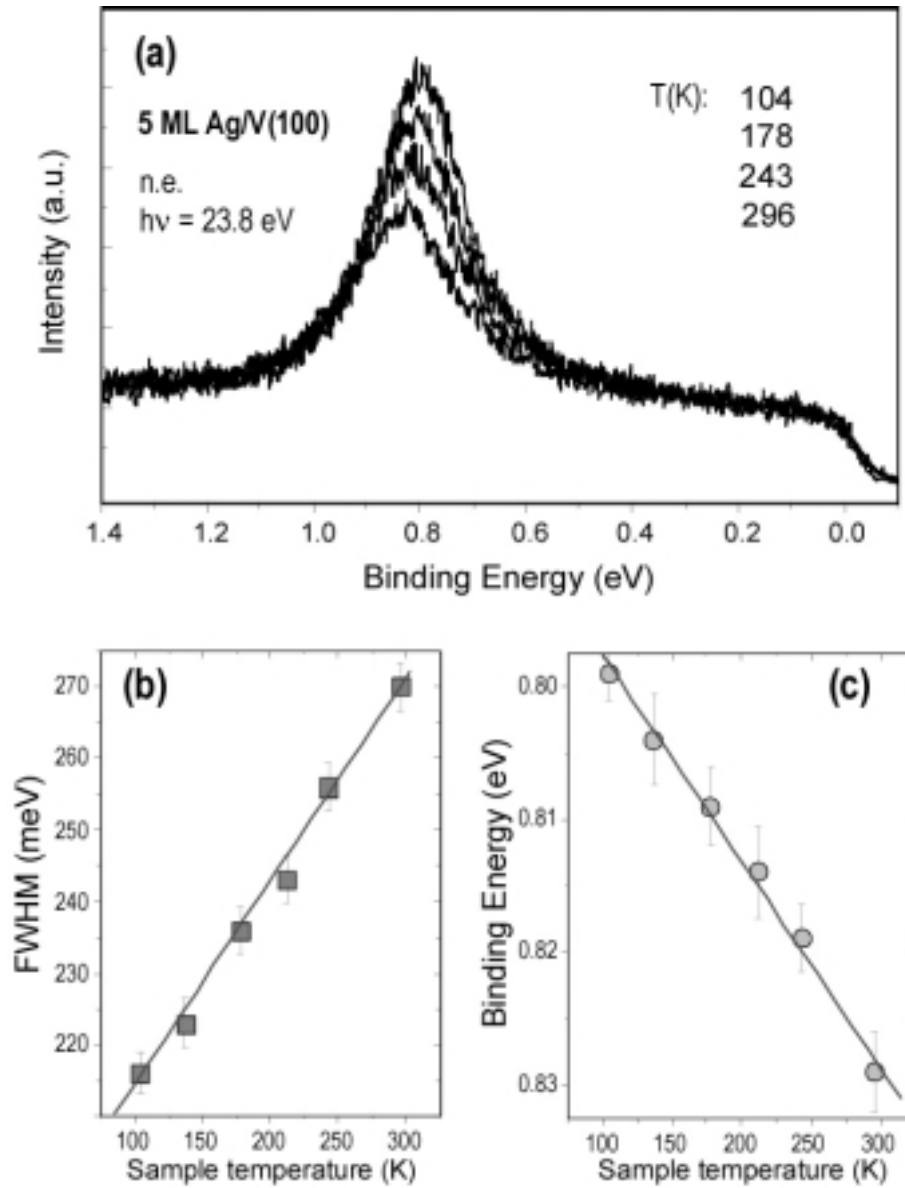 (a)
5 ML Ag/V(100)
n.e.
hν = 23.8 eV
T(K): 104
178
243
296
Intensity (a.u.)
1.4 1.2 1.0 0.8 0.6 0.4 0.2 0.0
Binding Energy (eV)
(b)
270
260
250
240
230
220
FWHM (meV)
100 150 200 250 300
Sample temperature (K)
(c)
0.80
0.81
0.82
0.83
Binding Energy (eV)
100 150 200 250 300
Sample temperature (K)